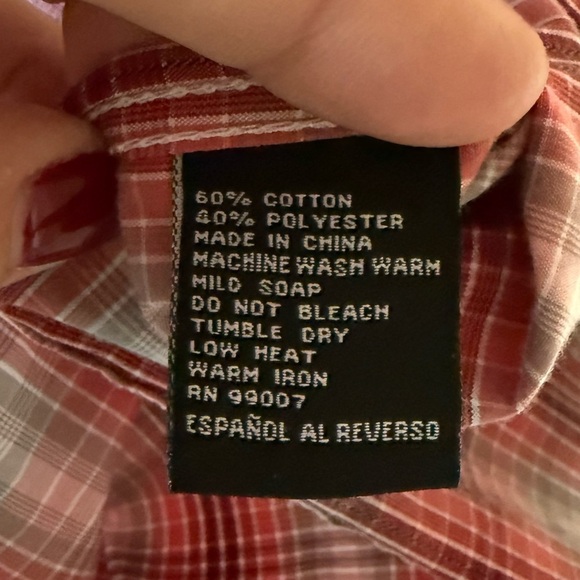 60% COTTON
40% POLYESTER
MADE IN CHINA
MACHINE WASH WARM
MILD SOAP
DO NOT BLEACH
TUMBLE DRY
LOW HEAT
WARM IRON
RN 99007
ESPAÑOL AL REVERSO